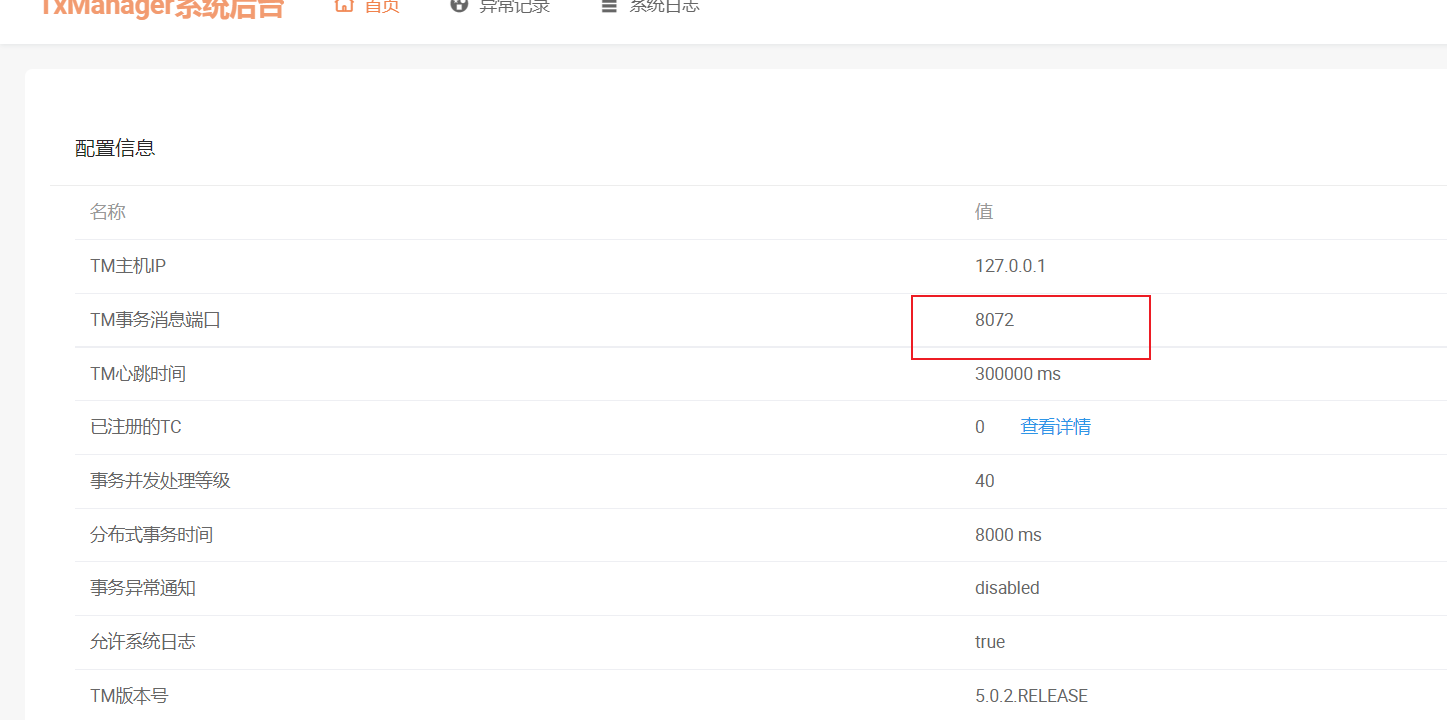 TxManager系统后台 首页 异常记录 系统日志
配置信息
名称 值
TM主机IP 127.0.0.1
TM事务消息端口 8072
TM心跳时间 300000 ms
已注册的TC 0 查看详情
事务并发处理等级 40
分布式事务时间 8000 ms
事务异常通知 disabled
允许系统日志 true
TM版本号 5.0.2.RELEASE